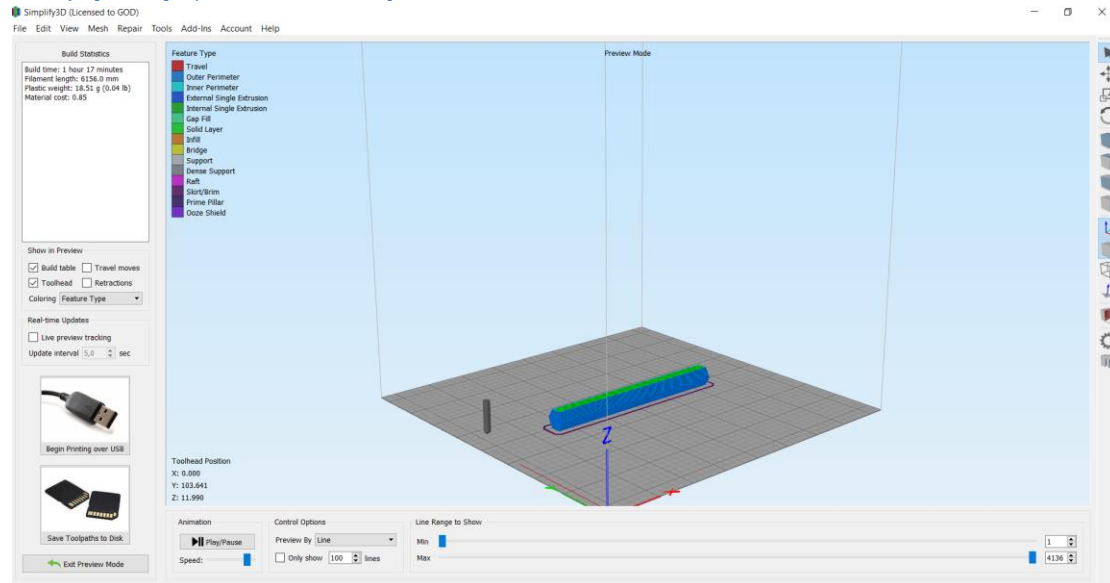 Simplify3D (Licensed to GOD)
File Edit View Mesh Repair Tools Add-Ins Account Help
Build Statistics
Build time: 1 hour 17 minutes
Filament length: 6156.0 mm
Plastic weight: 18.51 g (0.04 lb)
Material cost: 0.85
Show in Preview
Build table Travel moves
Toolhead Retractions
Coloring Feature Type
Real-time Updates
Live preview tracking
Update interval 5,0 sec
Begin Printing over USB
Save Toolpaths to Disk
Exit Preview Mode
Feature Type
Travel
Outer Perimeter
Inner Perimeter
External Single Extrusion
Internal Single Extrusion
Gap Fill
Solid Layer
Infill
Bridge
Support
Dense Support
Raft
Skirt/Brim
Prime Pillar
Ooze Shield
Preview Mode
Z
Toolhead Position
X: 0.000
Y: 103.641
Z: 11.990
Animation
Play/Pause
Speed:
Control Options
Preview By Line
Only show 100 lines
Line Range to Show
Min 1
Max 4136